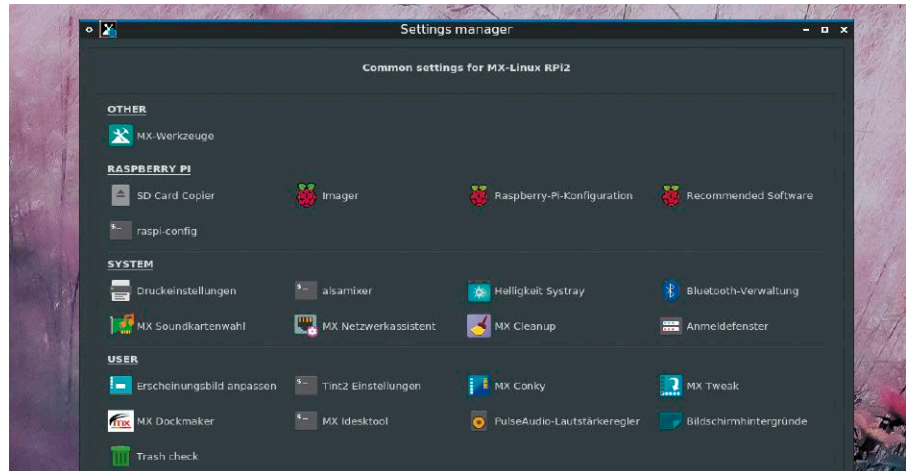 Settings manager
Common settings for MX-Linux RPi2
OTHER
MX-Werkzeuge
RASPBERRY PI
SD Card Copier Imager Raspberry-Pi-Konfiguration Recommended Software
raspi-config
SYSTEM
Druckeinstellungen alsamixer Helligkeit Systray Bluetooth-Verwaltung
MX Soundkartenwahl MX Netzwerkassistent MX Cleanup Anmeldefenster
USER
Erscheinungsbild anpassen Tint2 Einstellungen MX Conky MX Tweak
MX Dockmaker MX Idesktool PulseAudio-Lautstärkeregler Bildschirmhintergründe
Trash check